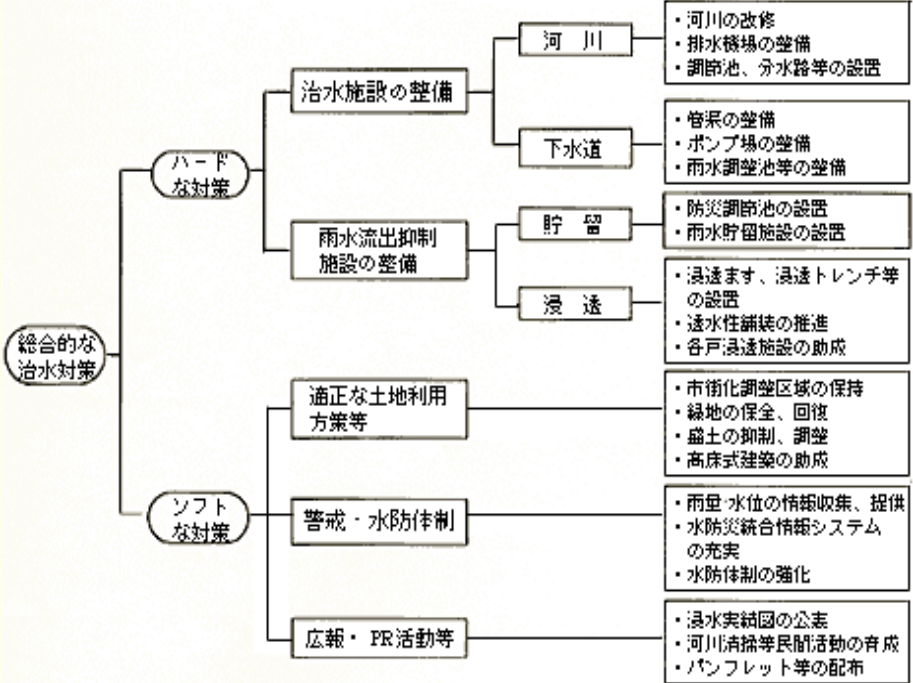 総合的な
治水対策
ハード
な対策
治水施設の整備
河 川
・河川の改修
・排水機場の整備
・調節池、分水路等の設置
下水道
・管渠の整備
・ポンプ場の整備
・雨水調整池等の整備
雨水流出抑制
施設の整備
貯 留
・防災調節池の設置
・雨水貯留施設の設置
浸 透
・浸透ます、浸透トレンチ等
の設置
・透水性舗装の推進
・各戸浸透施設の助成
ソフト
な対策
適正な土地利用
方策等
・市街化調整区域の保持
・緑地の保全、回復
・盛土の抑制、調整
・高床式建築の助成
警戒・水防体制
・雨量・水位の情報収集、提供
・水防災統合情報システム
の充実
・水防体制の強化
広報・PR活動等
・浸水実績図の公表
・河川清掃等民間活動の育成
・パンフレット等の配布